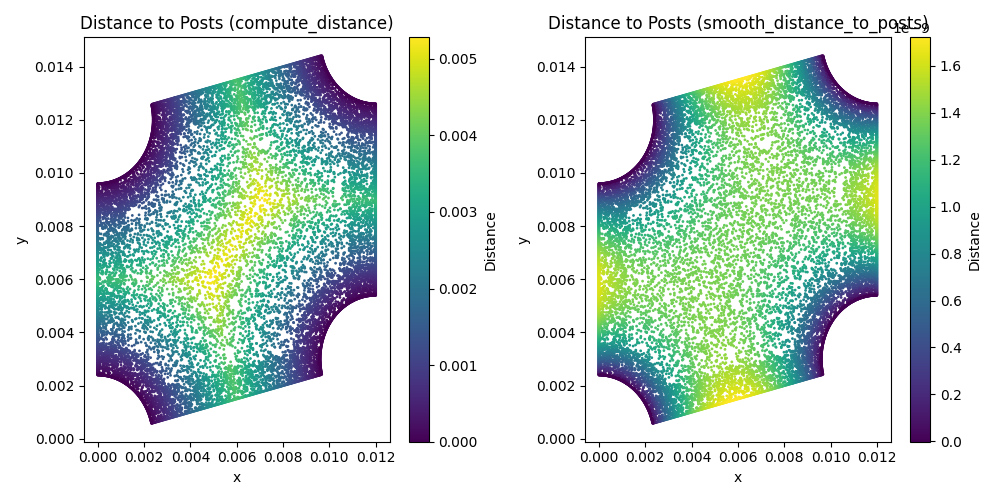 Distance to Posts (compute_distance)
0.014
0.012
0.010
0.008
0.006
0.004
0.002
0.000
y
0.000 0.002 0.004 0.006 0.008 0.010 0.012
x
0.005
0.004
0.003
0.002
0.001
0.000
Distance
Distance to Posts (smooth_distance_to_posts)
1e−9
0.014
0.012
0.010
0.008
0.006
0.004
0.002
0.000
y
0.000 0.002 0.004 0.006 0.008 0.010 0.012
x
1.6
1.4
1.2
1.0
0.8
0.6
0.4
0.2
0.0
Distance